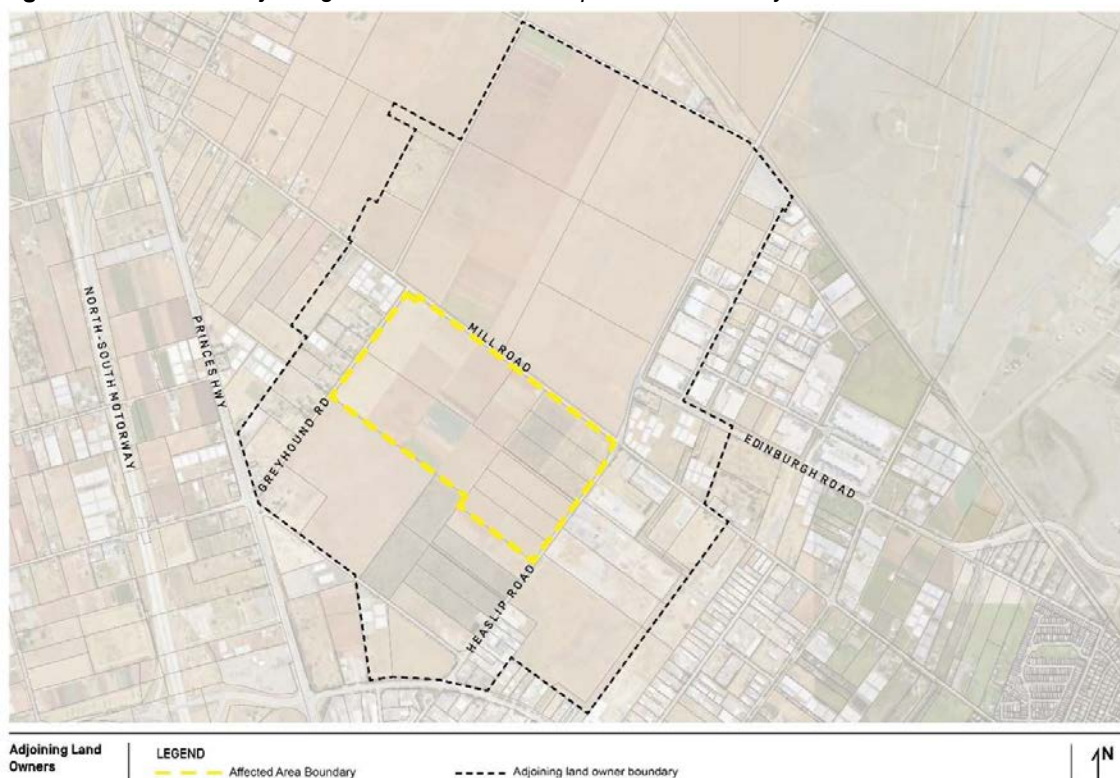 MILL ROAD
NORTH-SOUTH MOTORWAY
PRINCES HWY
GREYHOUND RD
EDINBURGH ROAD
HEASLIP ROAD
Adjoining Land
Owners
LEGEND
Affected Area Boundary
Adjoining land owner boundary
N